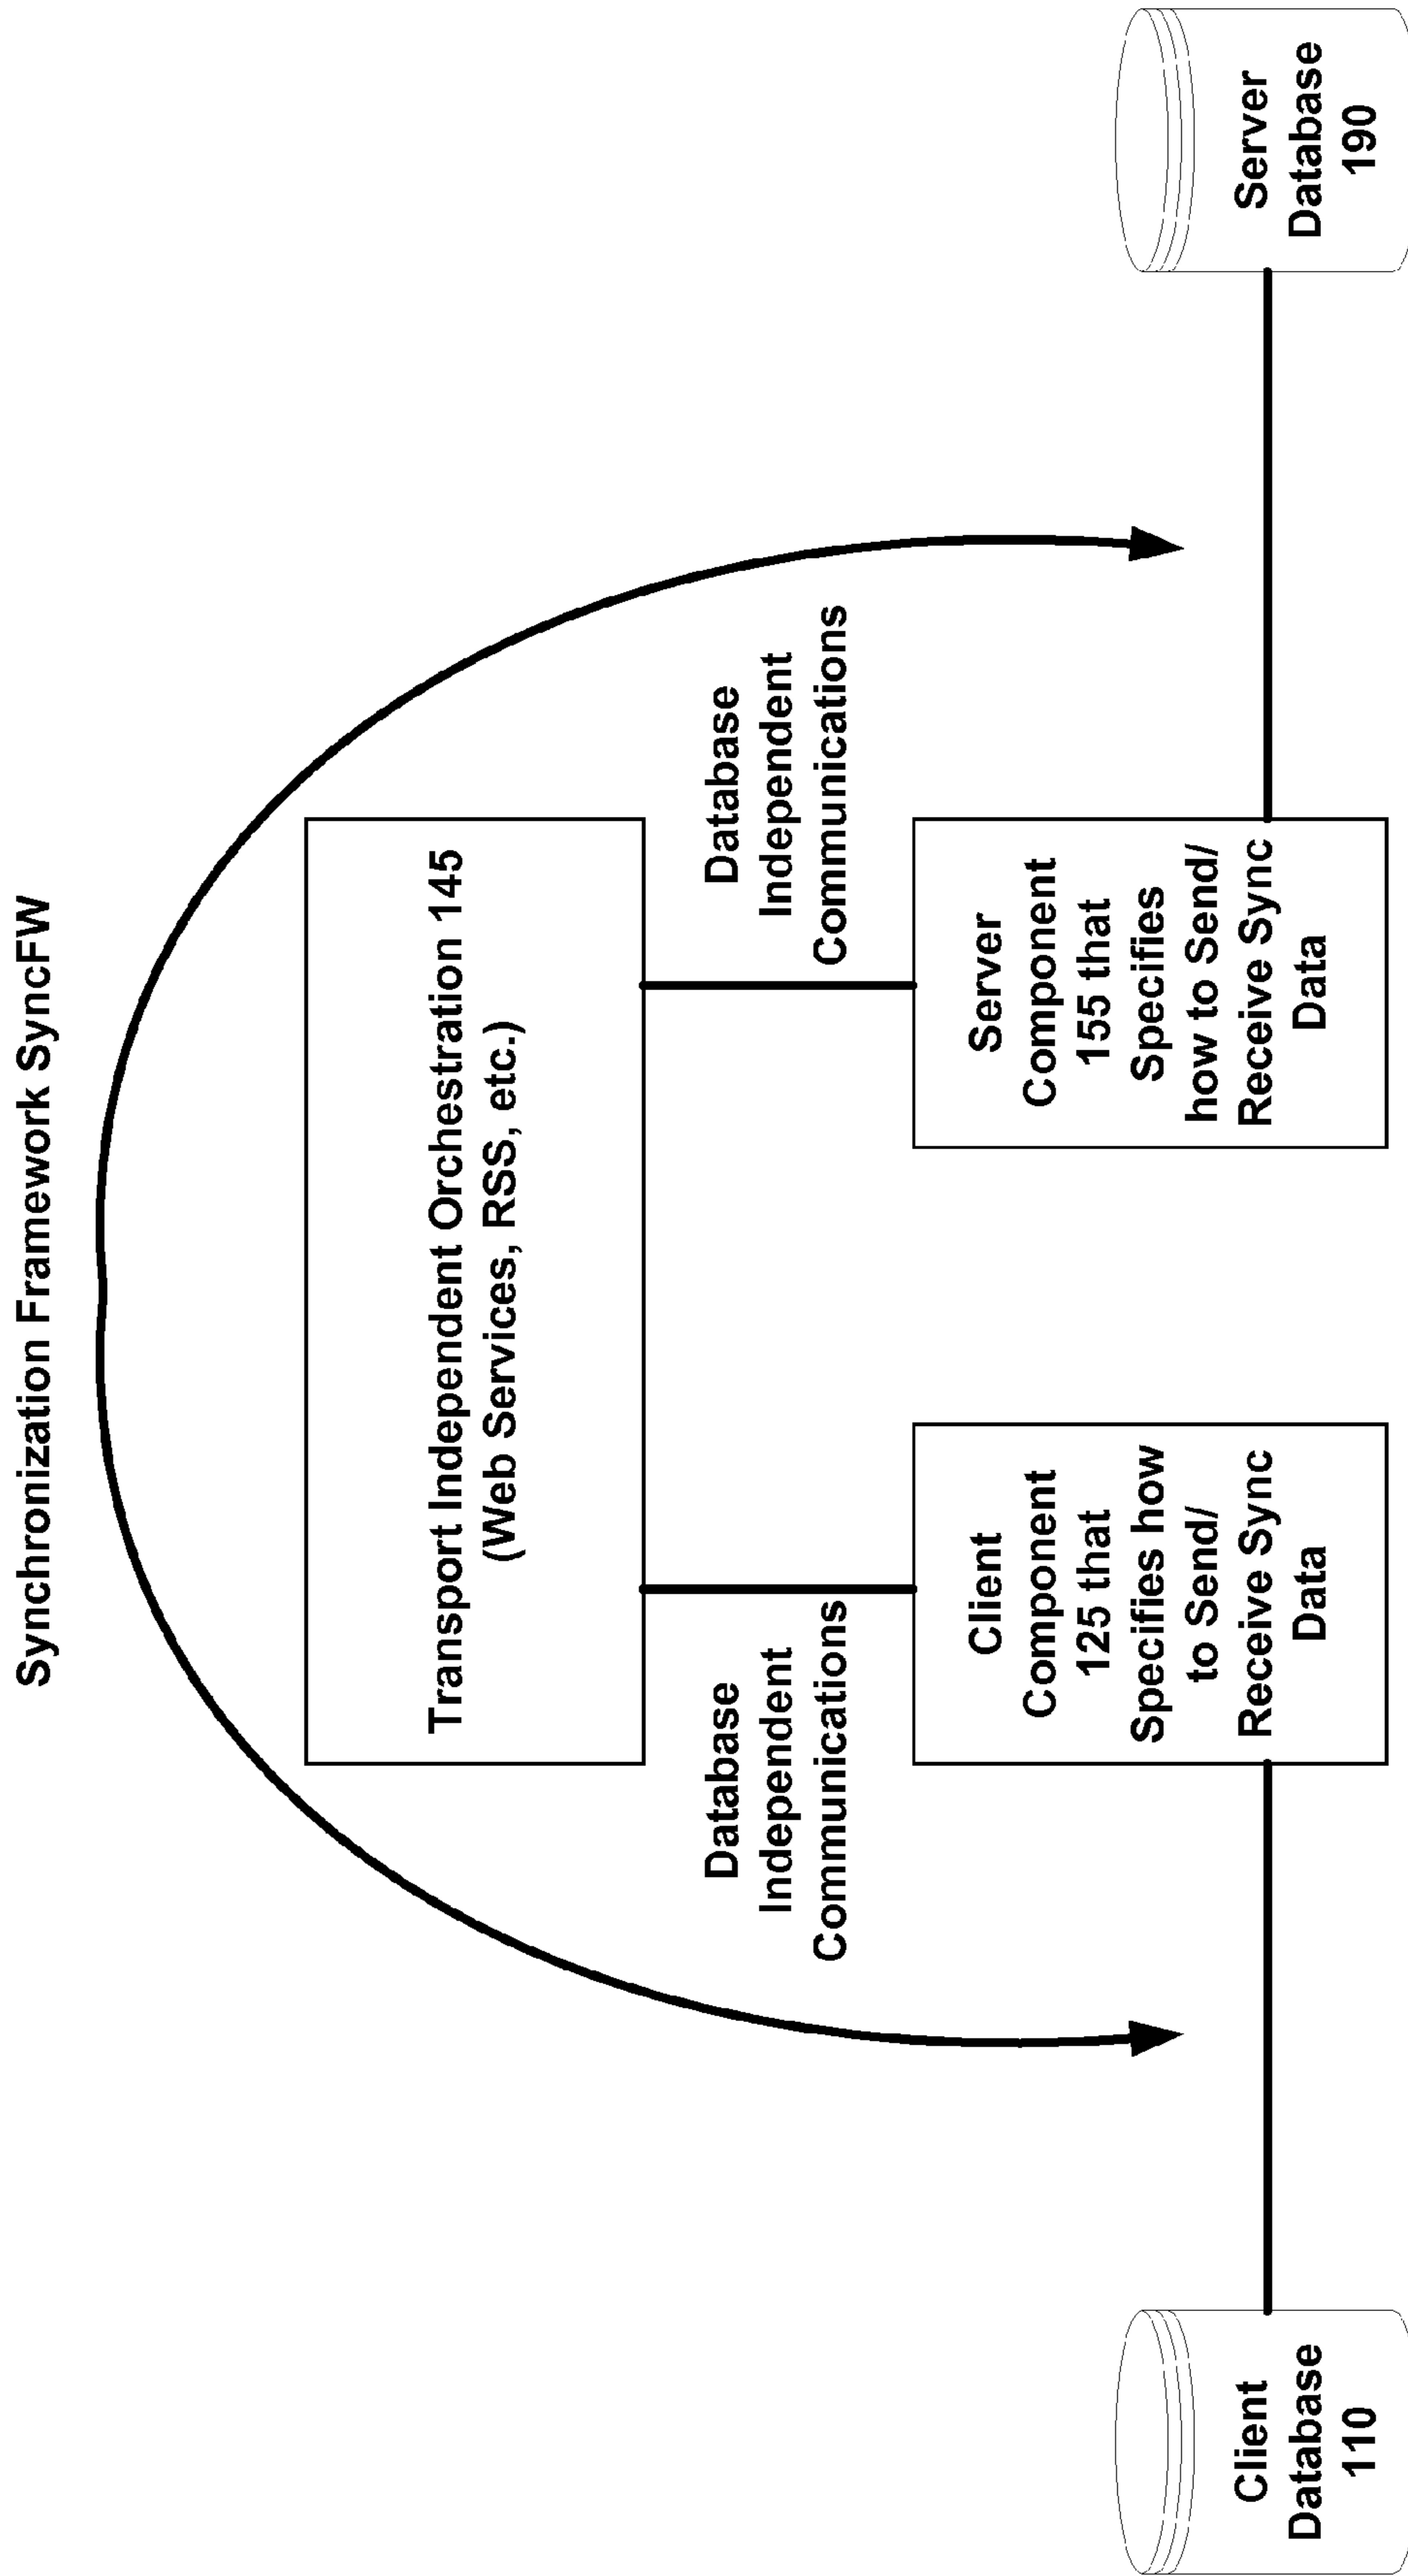 Synchronization Framework SyncFW
Transport Independent Orchestration 145
(Web Services, RSS, etc.)
Database
Independent
Communications
Database
Independent
Communications
Client
Database
110
Client
Component
125 that
Specifies how
to Send/
Receive Sync
Data
Server
Component
155 that
Specifies
how to Send/
Receive Sync
Data
Server
Database
190